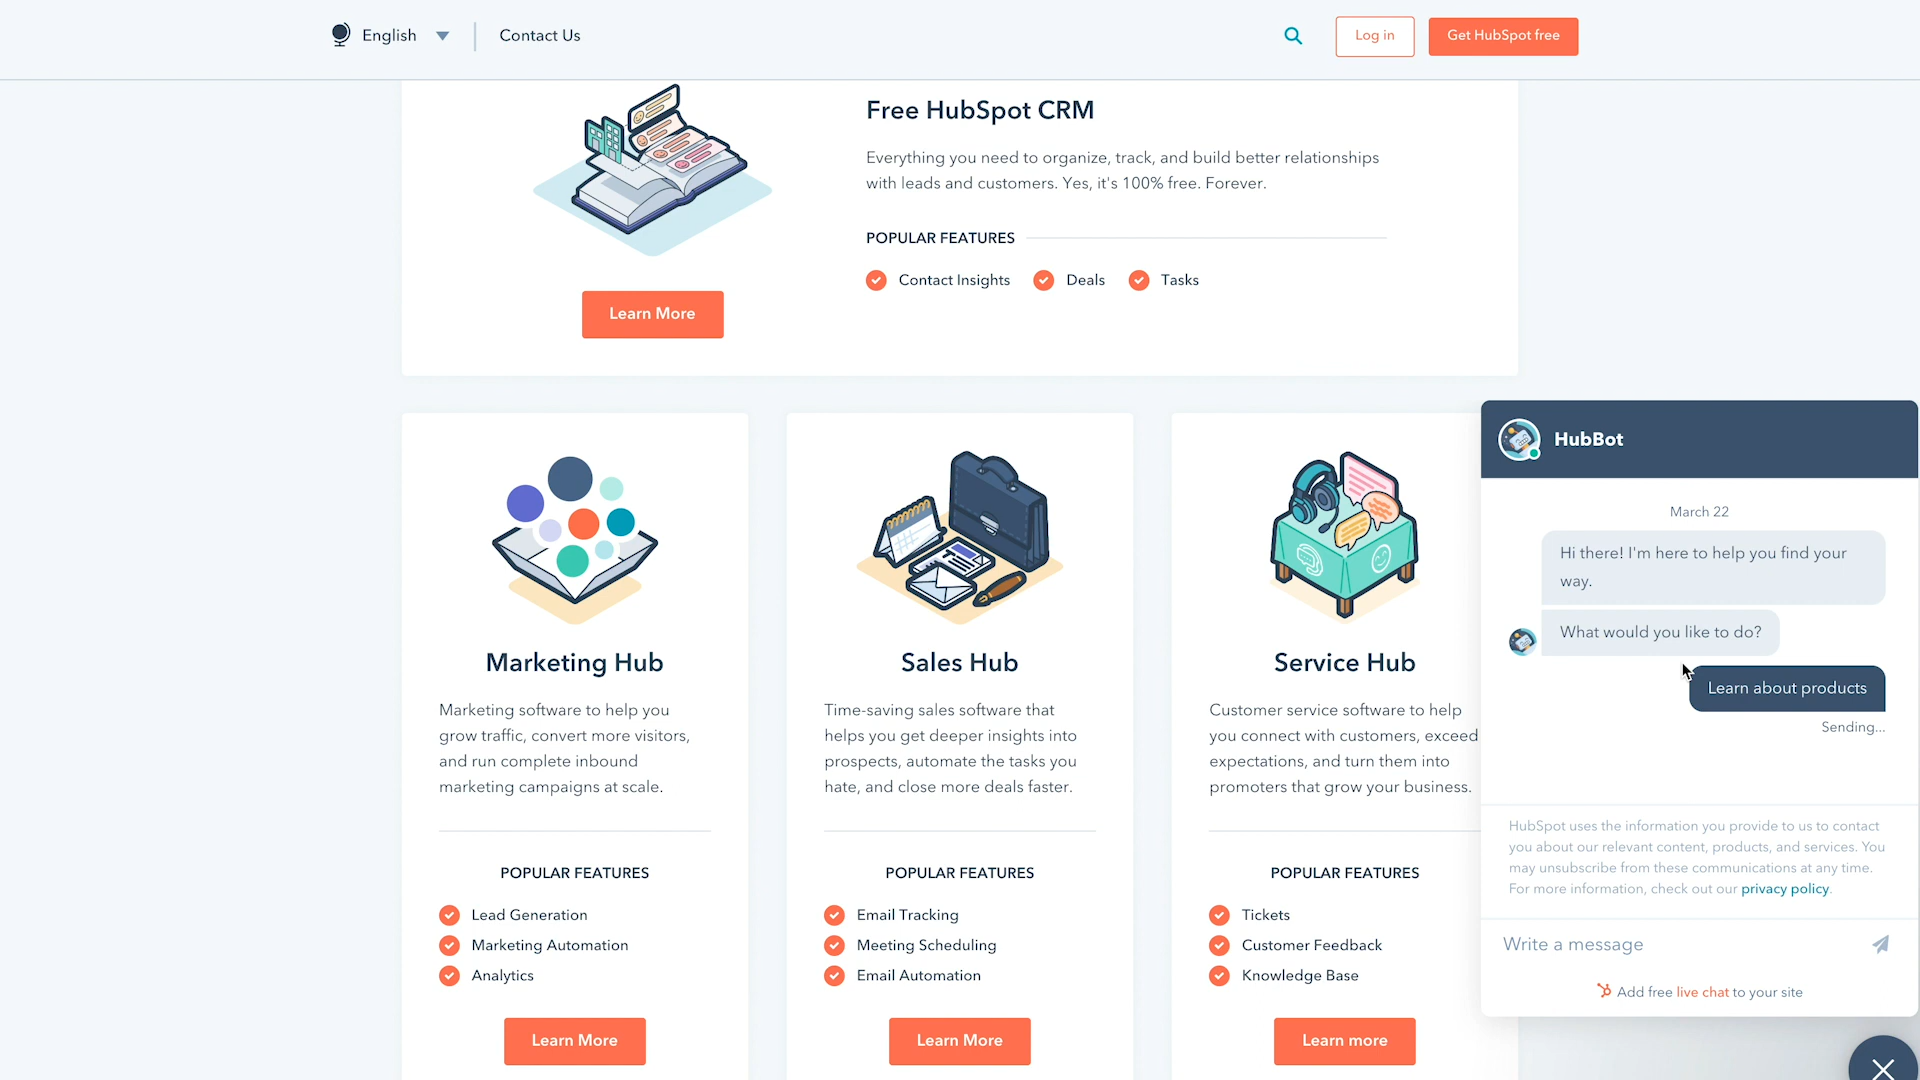 English
Contact Us
Log in
Get HubSpot free
Free HubSpot CRM
Everything you need to organize, track, and build better relationships
with leads and customers. Yes, it's 100% free. Forever.
POPULAR FEATURES
Contact Insights
Deals
Tasks
Learn More
Marketing Hub
Marketing software to help you
grow traffic, convert more visitors,
and run complete inbound
marketing campaigns at scale.
POPULAR FEATURES
Lead Generation
Marketing Automation
Analytics
Learn More
Sales Hub
Time-saving sales software that
helps you get deeper insights into
prospects, automate the tasks you
hate, and close more deals faster.
POPULAR FEATURES
Email Tracking
Meeting Scheduling
Email Automation
Learn More
Service Hub
Customer service software to help
you connect with customers, exceed
expectations, and turn them into
promoters that grow your business.
POPULAR FEATURES
Tickets
Customer Feedback
Knowledge Base
Learn more
HubBot
March 22
Hi there! I'm here to help you find your
way.
What would you like to do?
Learn about products
Sending...
HubSpot uses the information you provide to us to contact
you about our relevant content, products, and services. You
may unsubscribe from these communications at any time.
For more information, check out our privacy policy.
Write a message
Add free live chat to your site